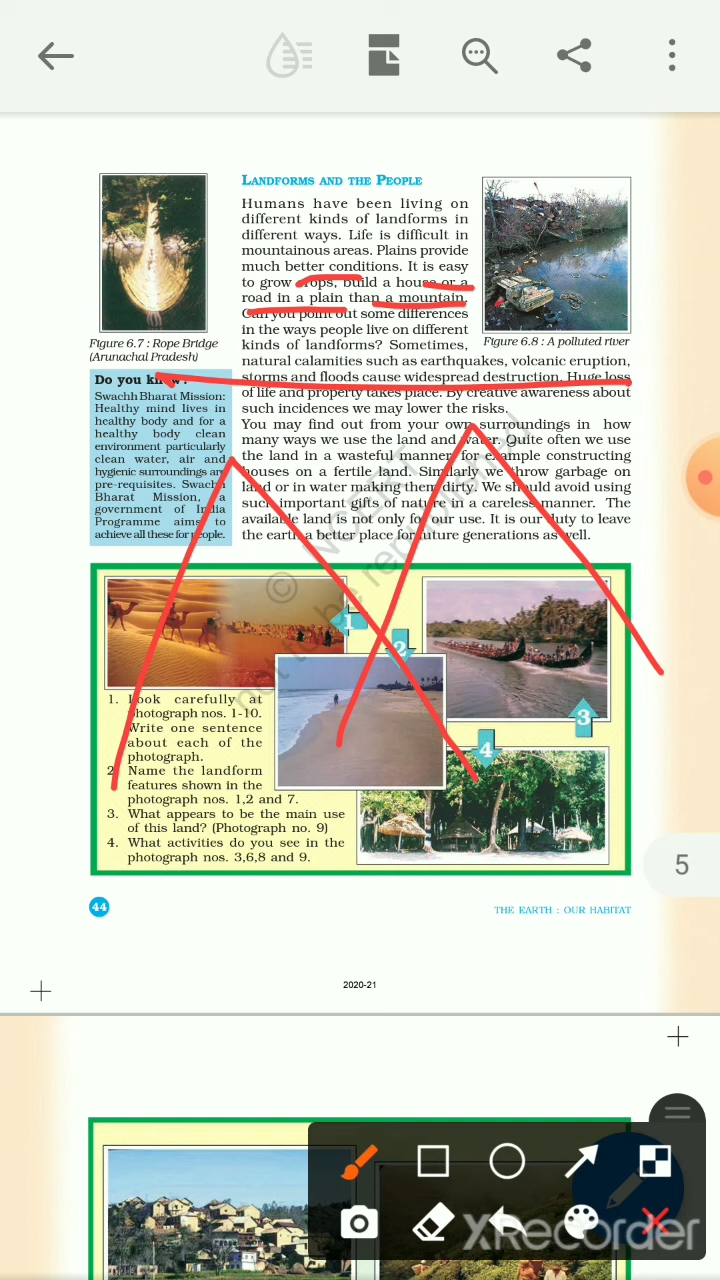 LANDFORMS AND THE PEOPLE
Humans have been living on
different kinds of landforms in
different ways. Life is difficult in
mountainous areas. Plains provide
much better conditions. It is easy
to grow crops, build a house or a
road in a plain than a mountain.
Can you point out some differences
in the ways people live on different
kinds of landforms? Sometimes,
natural calamities such as earthquakes, volcanic eruption,
storms and floods cause widespread destruction. Huge loss
of life and property takes place. By creative awareness about
such incidences we may lower the risks.
You may find out from your own surroundings in how
many ways we use the land and water. Quite often we use
the land in a wasteful manner, for example constructing
houses on a fertile land. Similarly we throw garbage on
land or in water making them dirty. We should avoid using
such important gifts of nature in a careless manner. The
available land is not only for our use. It is our duty to leave
the earth a better place for future generations as well.
Figure 6.7 : Rope Bridge
(Arunachal Pradesh)
Figure 6.8 : A polluted river
Do you know?
Swachh Bharat Mission:
Healthy mind lives in
healthy body and for a
healthy body clean
environment particularly
clean water, air and
hygienic surroundings are
pre-requisites. Swachh
Bharat Mission, a
government of India
Programme aims to
achieve all these for people.
© NCERT
not to be republished
1
2
3
4
1. Look carefully at
photograph nos. 1-10.
Write one sentence
about each of the
photograph.
2. Name the landform
features shown in the
photograph nos. 1,2 and 7.
3. What appears to be the main use
of this land? (Photograph no. 9)
4. What activities do you see in the
photograph nos. 3,6,8 and 9.
5
44
THE EARTH : OUR HABITAT
2020-21
XRecorder